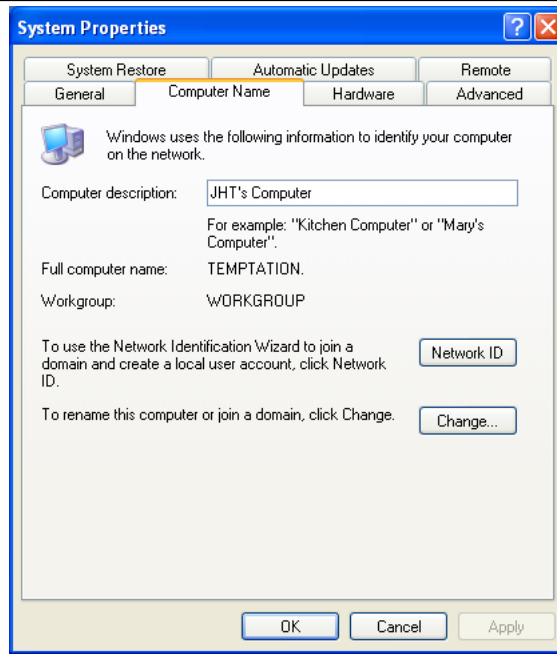 System Properties
System Restore
Automatic Updates
Remote
General
Computer Name
Hardware
Advanced
Windows uses the following information to identify your computer
on the network.
Computer description:
JHT's Computer
For example: "Kitchen Computer" or "Mary's
Computer".
Full computer name:
TEMPTATION.
Workgroup:
WORKGROUP
To use the Network Identification Wizard to join a
domain and create a local user account, click Network
ID.
Network ID
To rename this computer or join a domain, click Change.
Change...
OK
Cancel
Apply